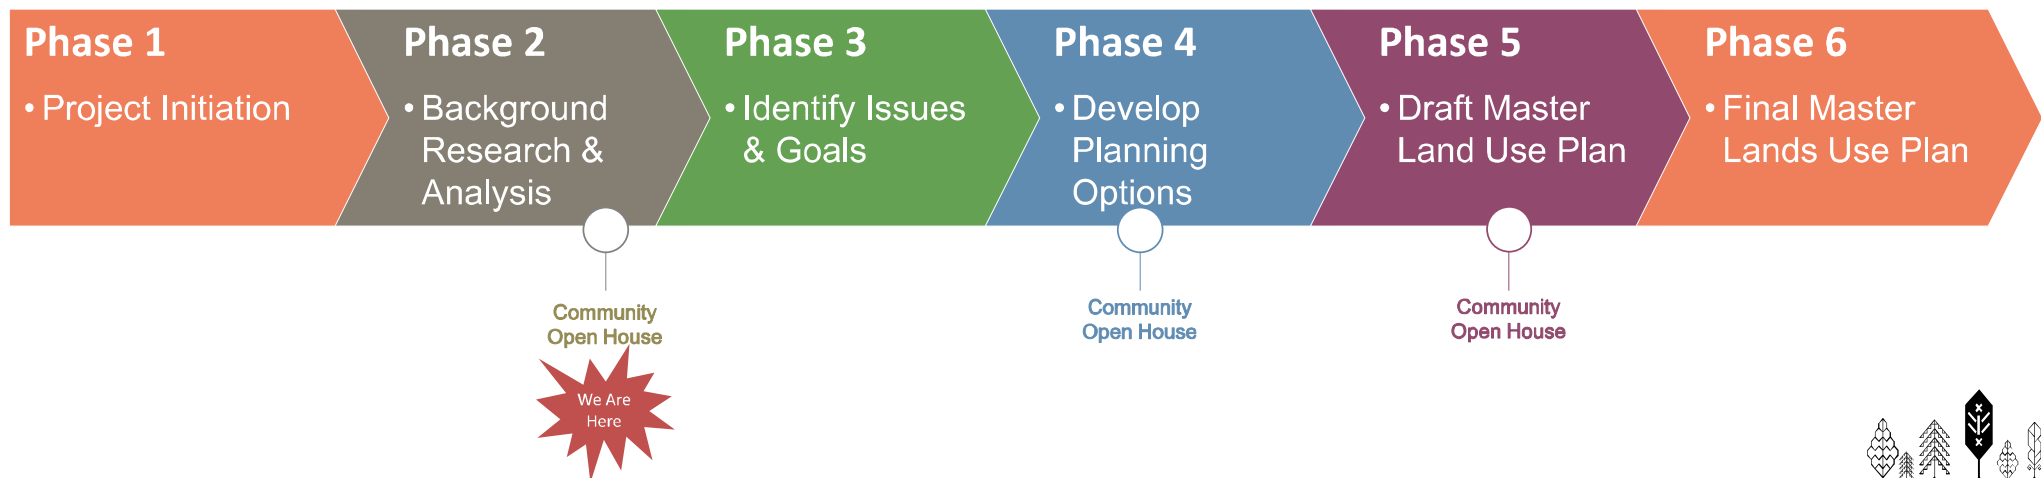 Phase 1
• Project Initiation
Phase 2
• Background
Research &
Analysis
Phase 3
• Identify Issues
& Goals
Phase 4
• Develop
Planning
Options
Phase 5
• Draft Master
Land Use Plan
Phase 6
• Final Master
Lands Use Plan
Community
Open House
We Are
Here
Community
Open House
Community
Open House